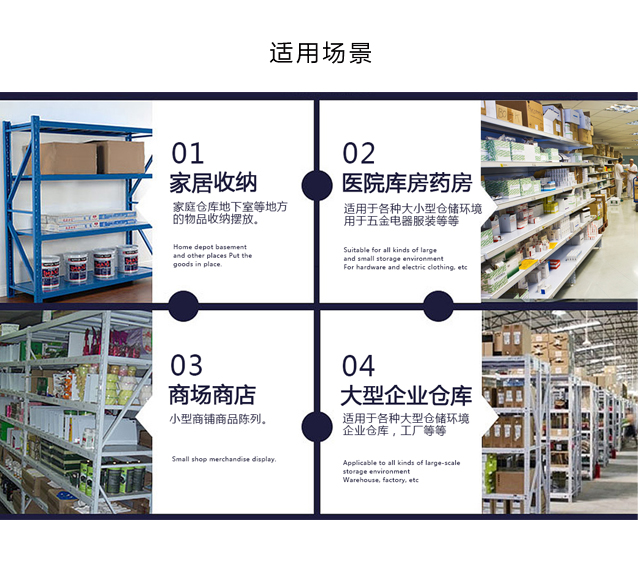 适用场景
01
家居收纳
家庭仓库地下室等地方
的物品收纳摆放。
Home depot basement
and other places Put the
goods in place.
02
医院库房药房
适用于各种大小型仓储环境
用于五金电器服装等等
Suitable for all kinds of large
and small storage environment
For hardware and electric clothing, etc
03
商场商店
小型商铺商品陈列。
Small shop merchandise display.
04
大型企业仓库
适用于各种大型仓储环境
企业仓库，工厂等等
Applicable to all kinds of large-scale
storage environment
Warehouse, factory, etc